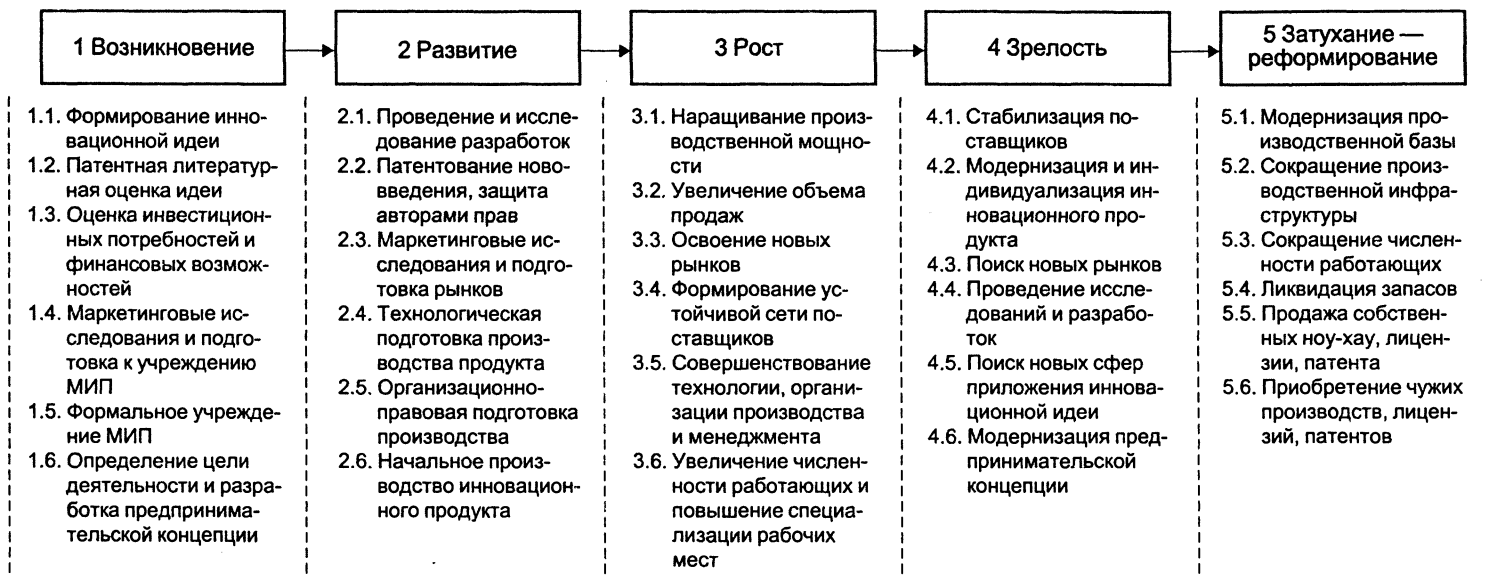 1 Возникновение
2 Развитие
3 Рост
4 Зрелость
5 Затухание —
реформирование
1.1. Формирование инно-
вационной идеи
1.2. Патентная литератур-
ная оценка идеи
1.3. Оценка инвестицион-
ных потребностей и
финансовых возмож-
ностей
1.4. Маркетинговые ис-
следования и подго-
товка к учреждению
МИП
1.5. Формальное учрежде-
ние МИП
1.6. Определение цели
деятельности и разра-
ботка предпринима-
тельской концепции
2.1. Проведение и иссле-
дование разработок
2.2. Патентование ново-
введения, защита
авторами прав
2.3. Маркетинговые ис-
следования и подго-
товка рынков
2.4. Технологическая
подготовка произ-
водства продукта
2.5. Организационно-
правовая подготовка
производства
2.6. Начальное произ-
водство инновацион-
ного продукта
3.1. Наращивание произ-
водственной мощно-
сти
3.2. Увеличение объема
продаж
3.3. Освоение новых
рынков
3.4. Формирование ус-
тойчивой сети по-
ставщиков
3.5. Совершенствование
технологии, органи-
зации производства
и менеджмента
3.6. Увеличение числен-
ности работающих и
повышение специа-
лизации рабочих
мест
4.1. Стабилизация по-
ставщиков
4.2. Модернизация и ин-
дивидуализация ин-
новационного про-
дукта
4.3. Поиск новых рынков
4.4. Проведение иссле-
дований и разрабо-
ток
4.5. Поиск новых сфер
приложения иннова-
ционной идеи
4.6. Модернизация пред-
принимательской
концепции
5.1. Модернизация про-
изводственной базы
5.2. Сокращение произ-
водственной инфра-
структуры
5.3. Сокращение числен-
ности работающих
5.4. Ликвидация запасов
5.5. Продажа собствен-
ных ноу-хау, лицен-
зии, патента
5.6. Приобретение чужих
производств, лицен-
зий, патентов